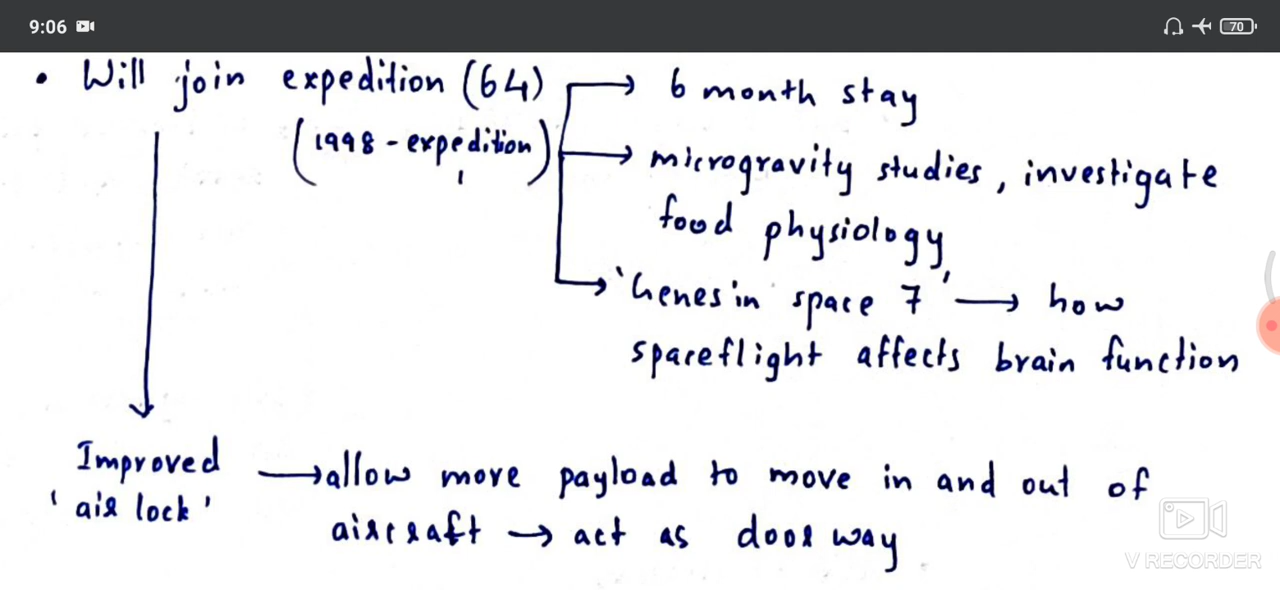 9:06
70
• Will join expedition (64) → 6 month stay
(1998 - expedition) → microgravity studies, investigate
food physiology
→ 'Genes in space 7' → how
spaceflight affects brain function
Improved → allow more payload to move in and out of
'air lock'
aircraft → act as doorway
V RECORDER